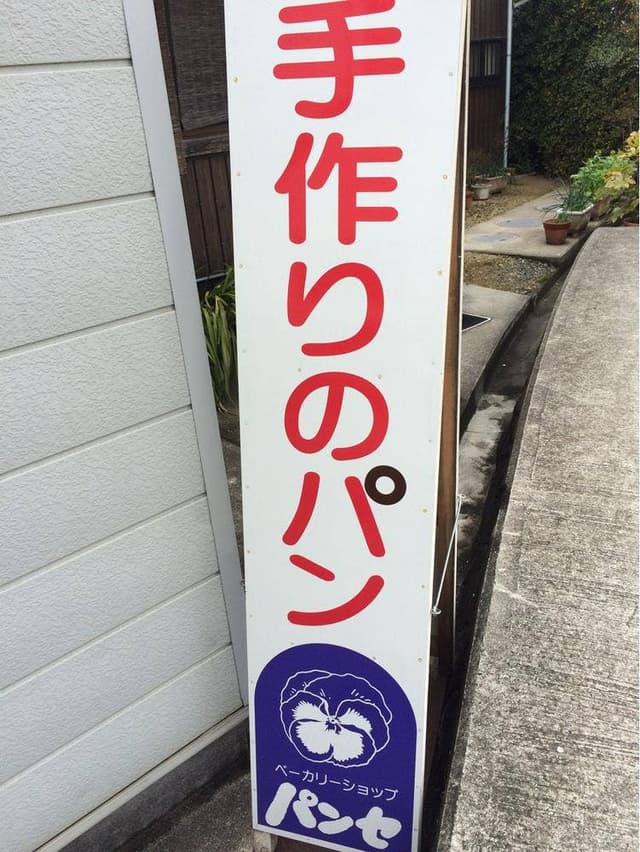 手作りのパン
ベーカリーショップ
パンセ